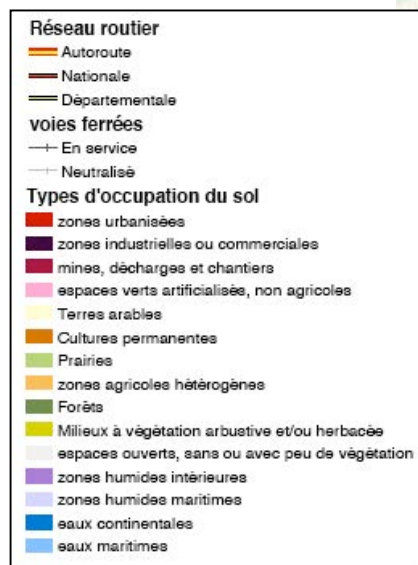 Réseau routier
Autoroute
Nationale
Départementale
voies ferrées
En service
Neutralisé
Types d'occupation du sol
zones urbanisées
zones industrielles ou commerciales
mines, décharges et chantiers
espaces verts artificialisés, non agricoles
Terres arables
Cultures permanentes
Prairies
zones agricoles hétérogènes
Forêts
Milieux à végétation arbustive et/ou herbacée
espaces ouverts, sans ou avec peu de végétation
zones humides intérieures
zones humides maritimes
eaux continentales
eaux maritimes